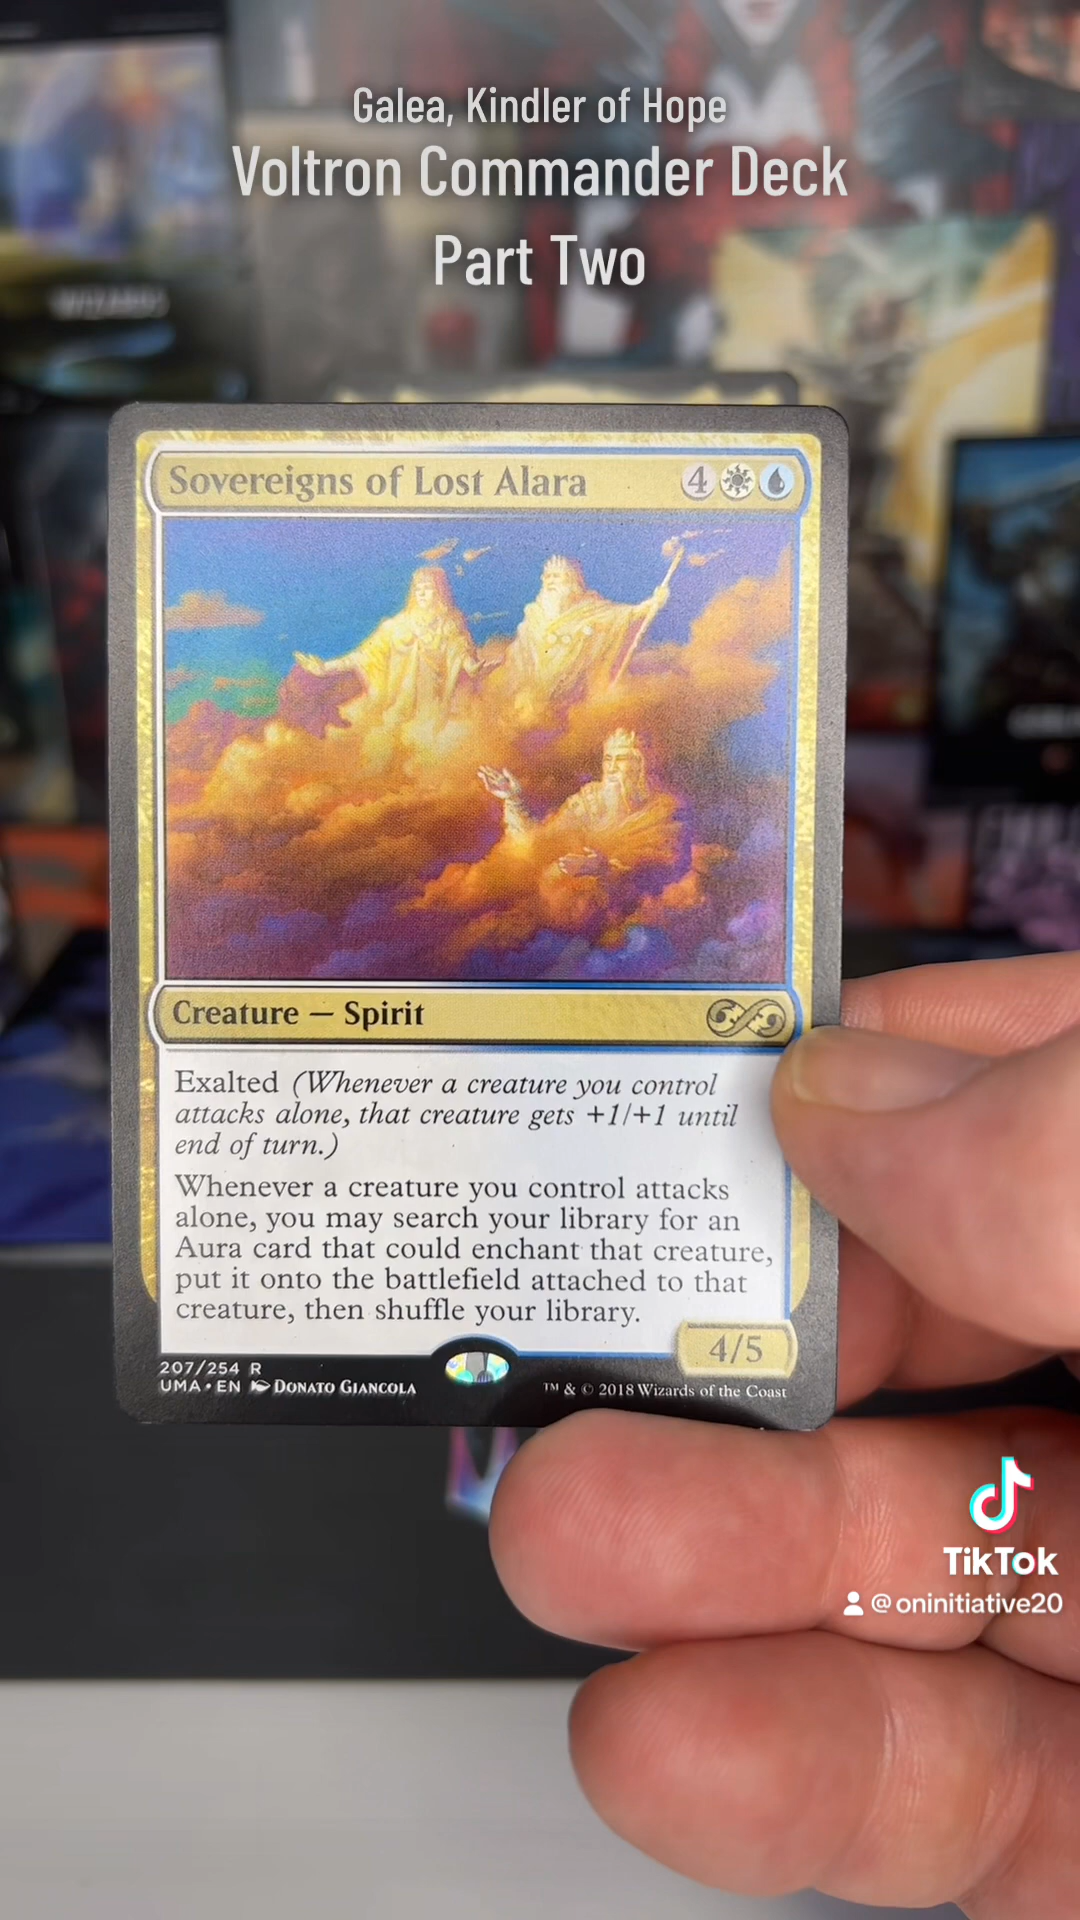 Galea, Kindler of Hope
Voltron Commander Deck
Part Two
WIZARDS
Sovereigns of Lost Alara 4
Creature — Spirit
Exalted (Whenever a creature you control
attacks alone, that creature gets +1/+1 until
end of turn.)
Whenever a creature you control attacks
alone, you may search your library for an
Aura card that could enchant that creature,
put it onto the battlefield attached to that
creature, then shuffle your library.
4/5
207/254 R
UMA • EN Donato Giancola
™ & © 2018 Wizards of the Coast
TikTok
@oninitiative20